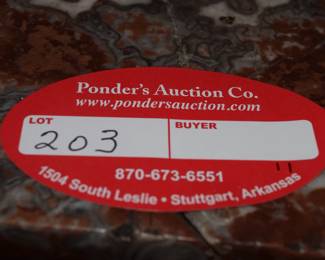 Ponder's Auction Co.
www.pondersauction.com
LOT BUYER
203
870-673-6551
1504 South Leslie • Stuttgart, Arkansas